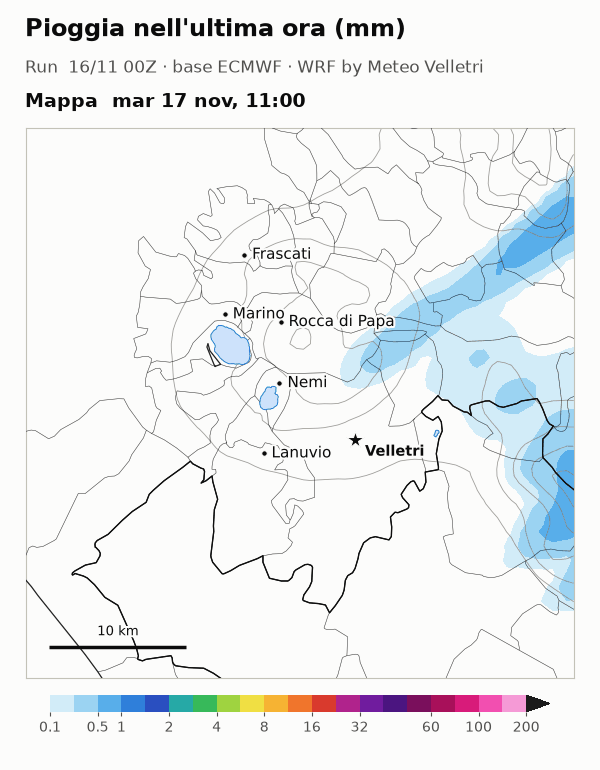 Pioggia nell'ultima ora (mm)
Run  16/11 00Z · base ECMWF · WRF by Meteo Velletri
Mappa  mar 17 nov, 11:00
Frascati
Marino
Rocca di Papa
Nemi
Velletri
Lanuvio
10 km
0.1 0.5 1 2 4 8 16 32 60 100 200